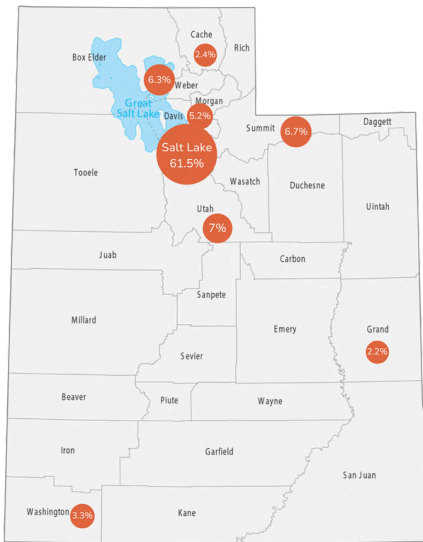 Cache
Rich
2.4%
Box Elder
6.3%
Weber
Great
Salt Lake
Morgan
Davis
5.2%
Summit
6.7%
Daggett
Salt Lake
61.5%
Tooele
Wasatch
Duchesne
Uintah
Utah
7%
Juab
Carbon
Sanpete
Millard
Emery
Grand
2.2%
Sevier
Beaver
Piute
Wayne
Iron
Garfield
San Juan
Washington
3.3%
Kane